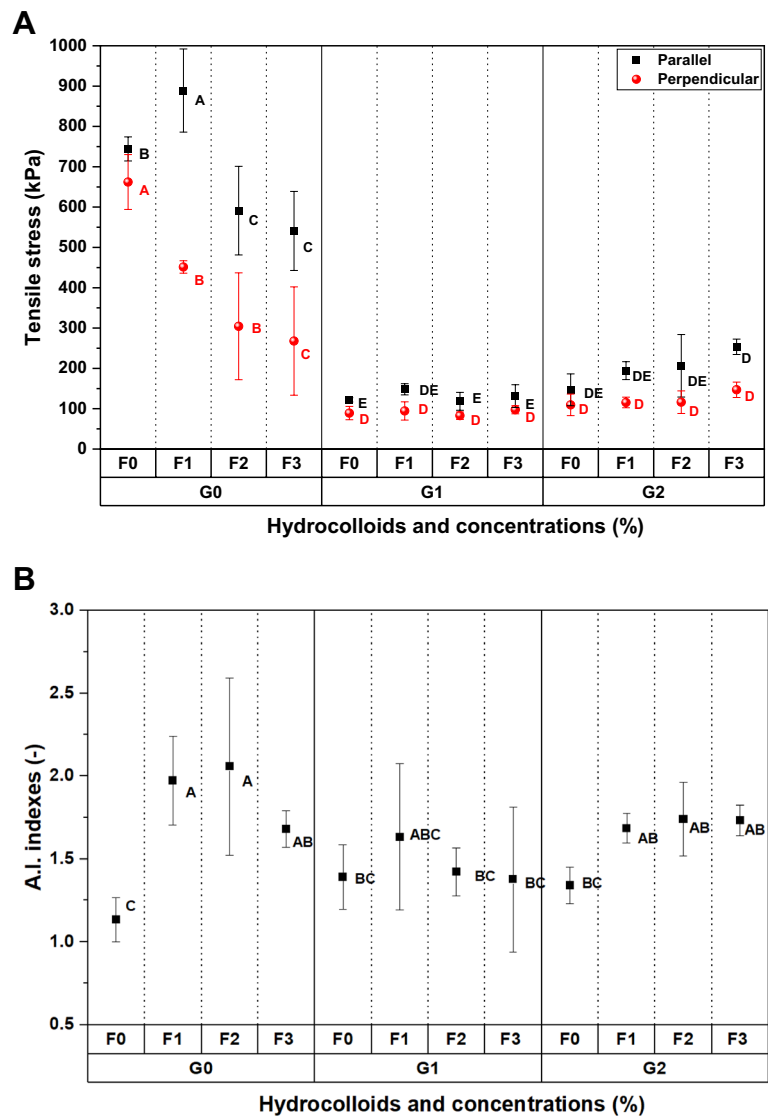 A
1000
900
800
700
600
500
400
300
200
100
0
Tensile stress (kPa)
Parallel
Perpendicular
B
A
A
B
C
B
C
C
E
D
DE
D
E
D
E
D
DE
D
DE
D
DE
D
D
D
F0 F1 F2 F3 F0 F1 F2 F3 F0 F1 F2 F3
G0 G1 G2
Hydrocolloids and concentrations (%)
B
3.0
2.5
2.0
1.5
1.0
0.5
A.I. indexes (-)
C
A
A
AB
BC
ABC
BC
BC
BC
AB
AB
AB
F0 F1 F2 F3 F0 F1 F2 F3 F0 F1 F2 F3
G0 G1 G2
Hydrocolloids and concentrations (%)